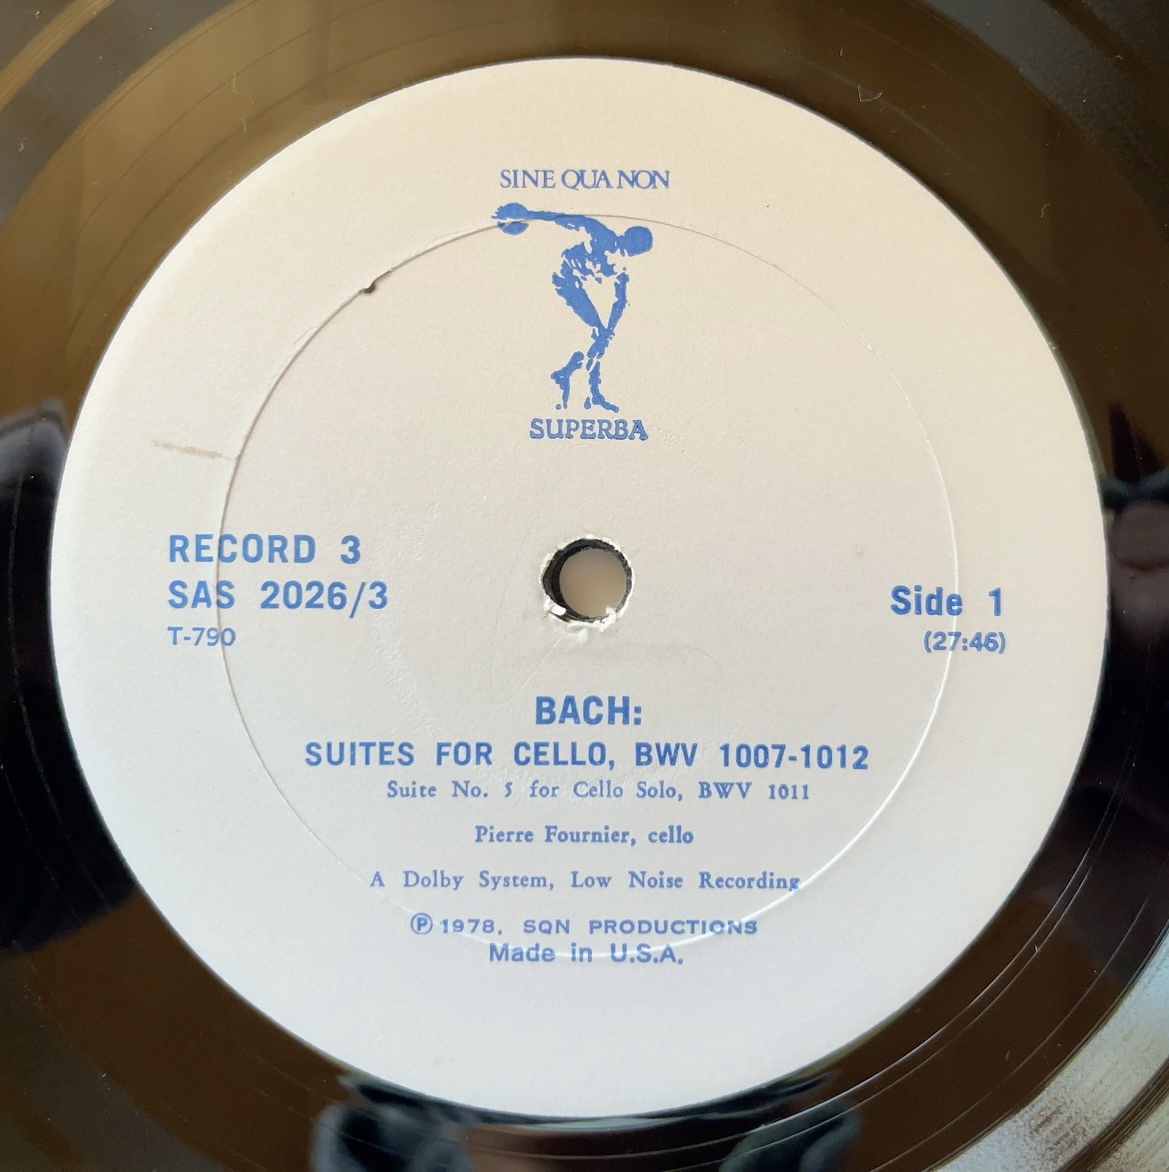 SINE QUA NON
SUPERBA
RECORD 3
SAS 2026/3
T-790
Side 1
(27:46)
BACH:
SUITES FOR CELLO, BWV 1007-1012
Suite No. 5 for Cello Solo, BWV 1011
Pierre Fournier, cello
A Dolby System, Low Noise Recording
Ⓟ 1978, SQN PRODUCTIONS
Made in U.S.A.